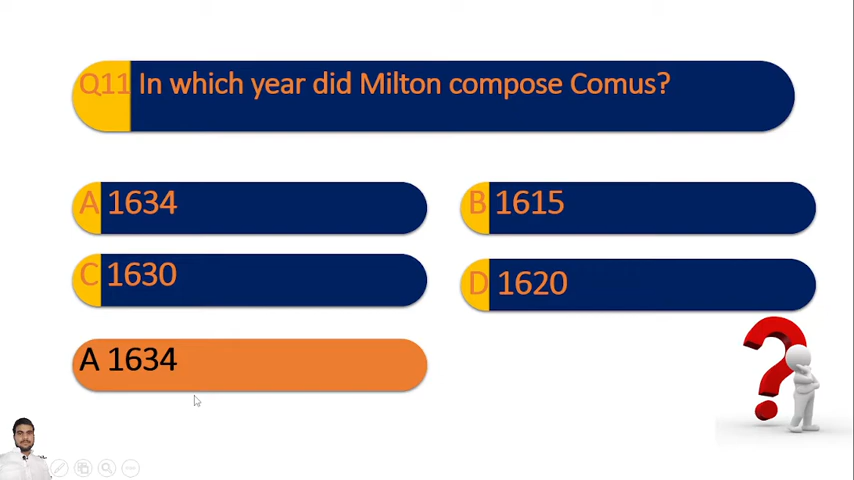 Q11 In which year did Milton compose Comus?
A 1634
B 1615
C 1630
D 1620
A 1634